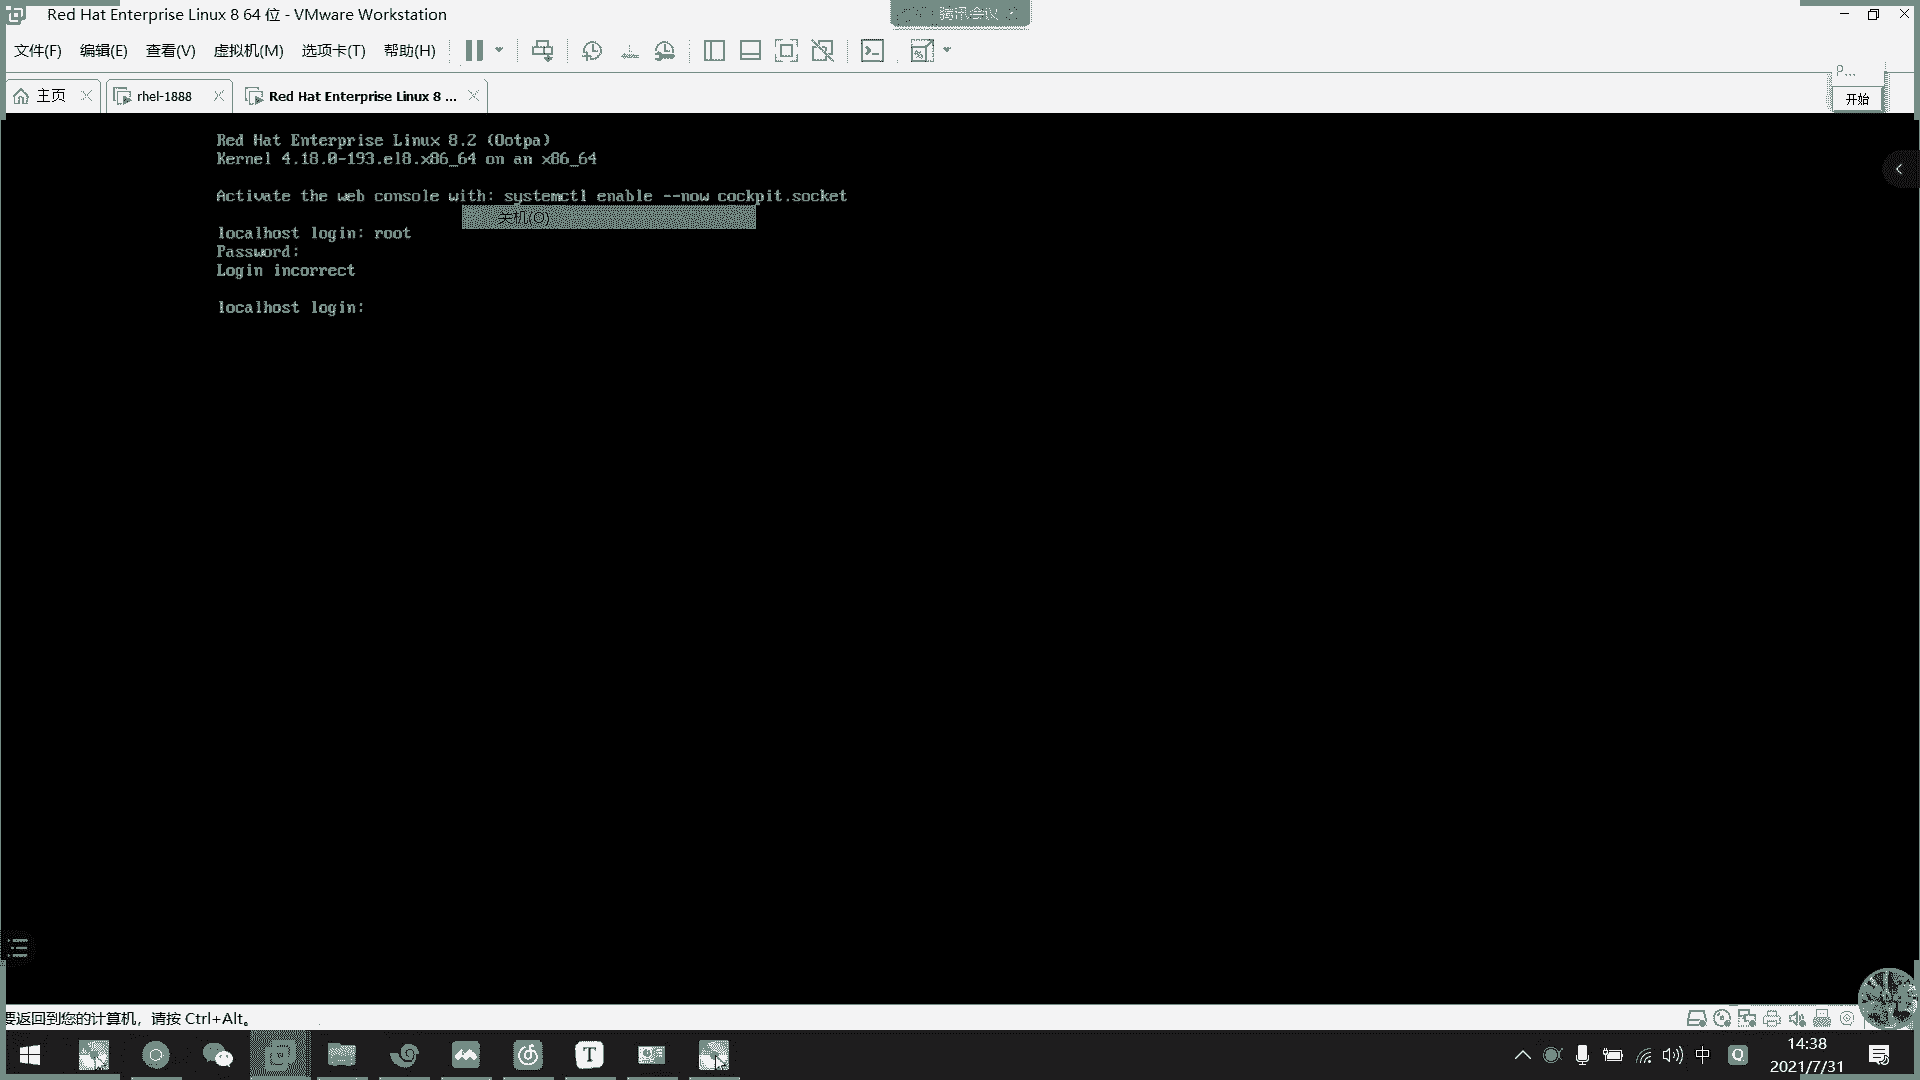 Red Hat Enterprise Linux 8 64 位 - VMware Workstation
腾讯会议
文件(F) 编辑(E) 查看(V) 虚拟机(M) 选项卡(T) 帮助(H)
P...
主页 rhel-1888 Red Hat Enterprise Linux 8 ...
开始
Red Hat Enterprise Linux 8.2 (Ootpa)
Kernel 4.18.0-193.el8.x86_64 on an x86_64
Activate the web console with: systemctl enable --now cockpit.socket
关机(O)
localhost login: root
Password:
Login incorrect
localhost login:
要返回到您的计算机，请按 Ctrl+Alt。
T
中
Q
14:38
2021/7/31